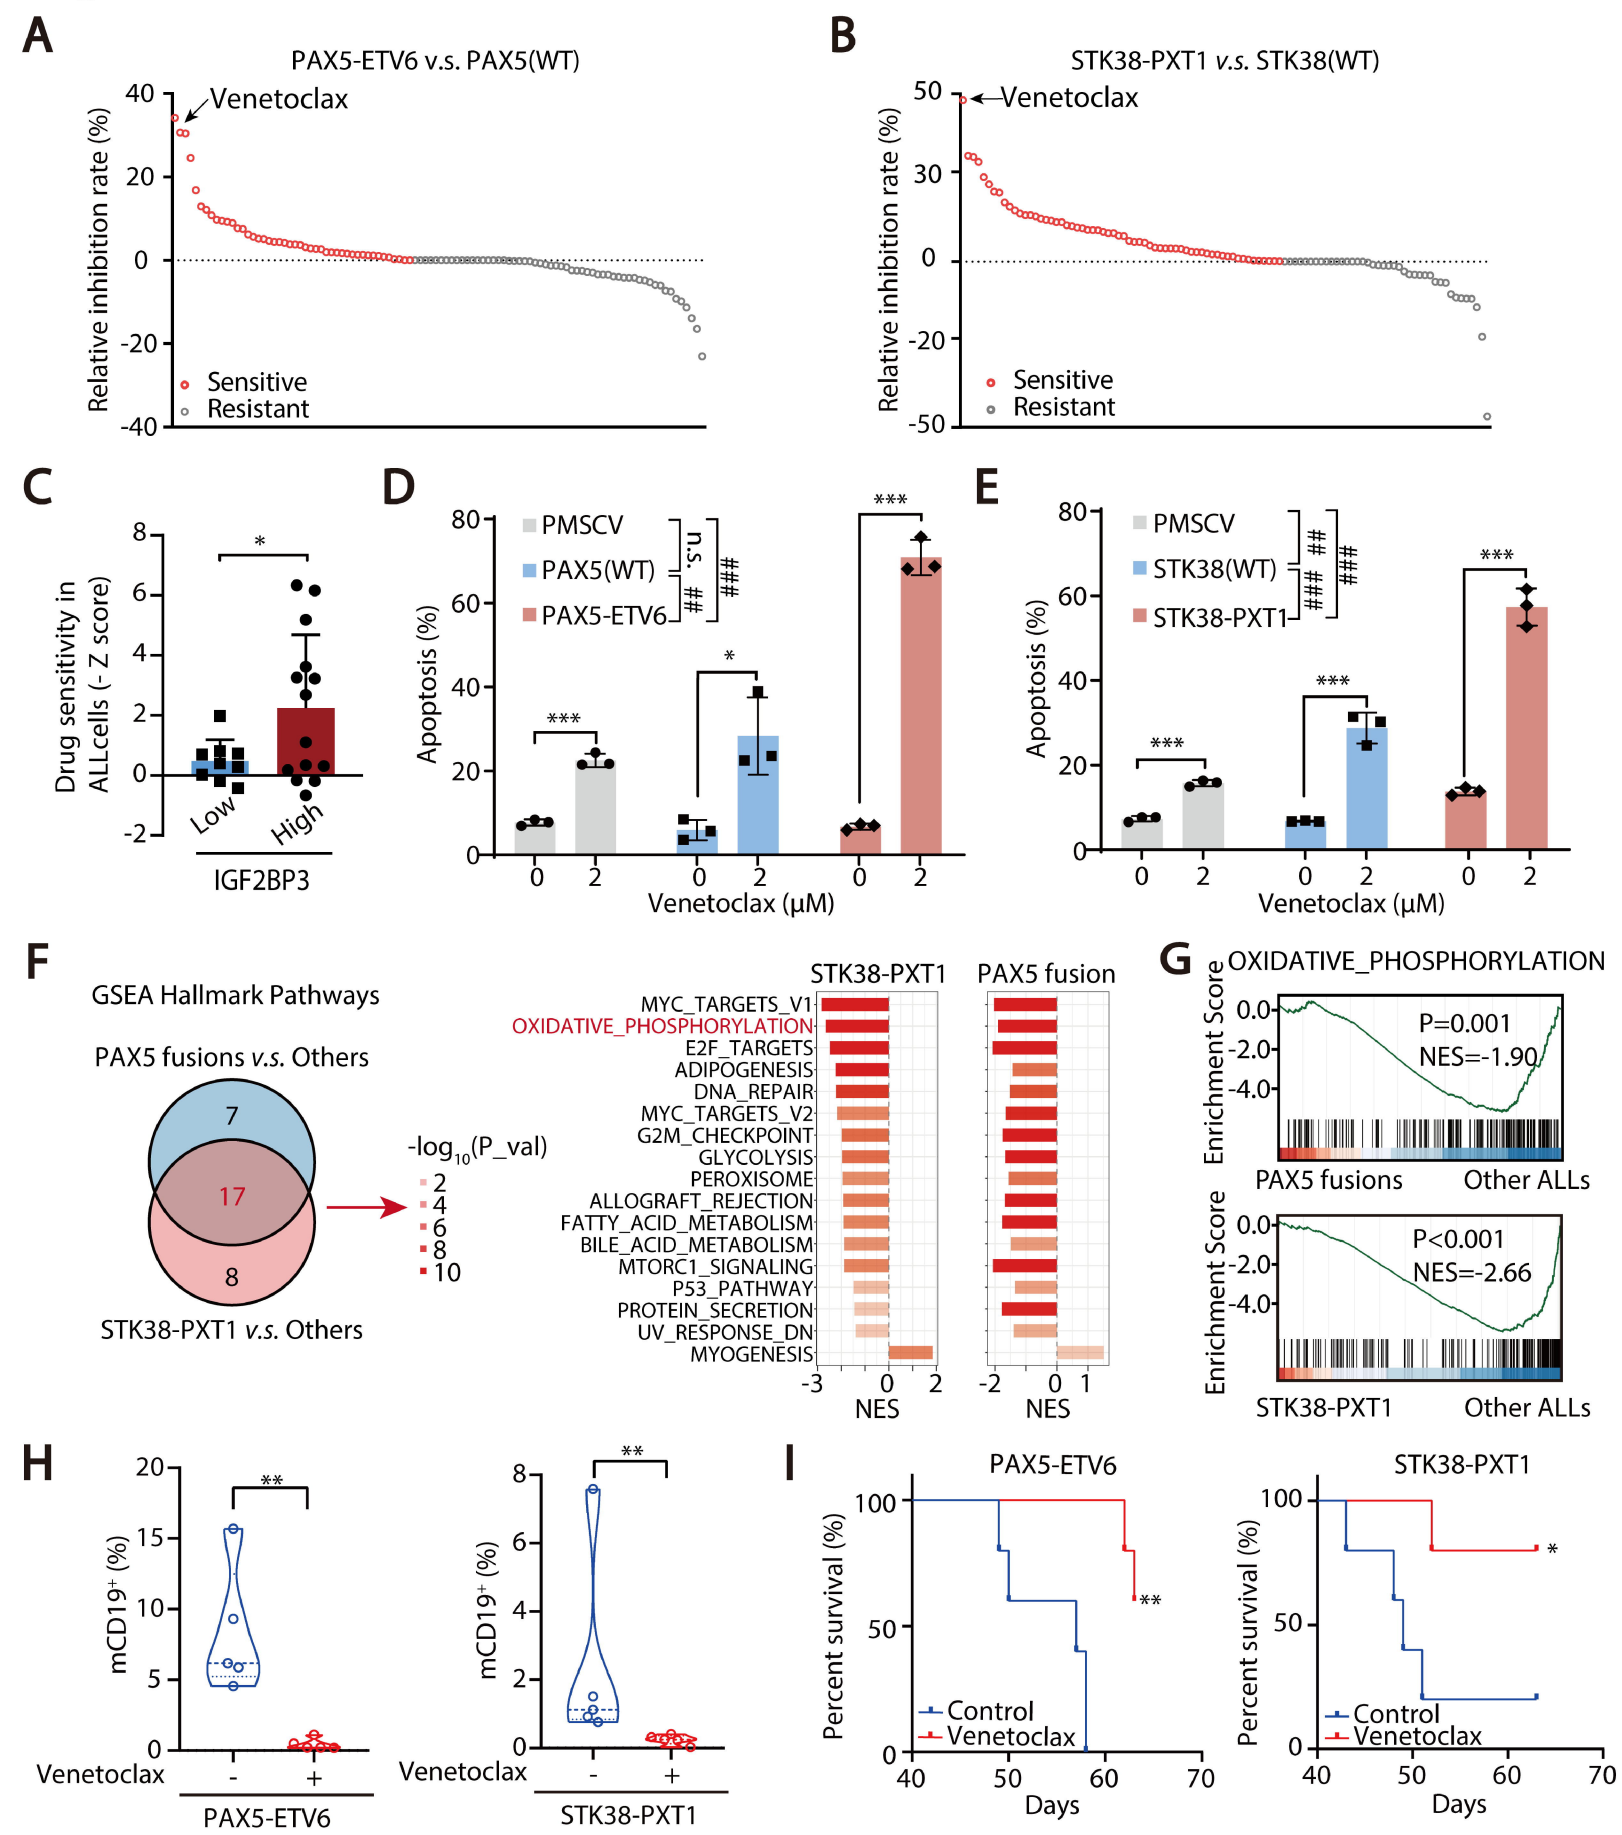 A
PAX5-ETV6 v.s. PAX5(WT)
Relative inhibition rate (%)
40
20
0
-20
-40
Venetoclax
Sensitive
Resistant
B
STK38-PXT1 v.s. STK38(WT)
Relative inhibition rate (%)
50
30
0
-20
-50
Venetoclax
Sensitive
Resistant
C
Drug sensitivity in
ALLcells (- Z score)
8
6
4
2
0
-2
*
Low
High
IGF2BP3
D
Apoptosis (%)
80
60
40
20
0
PMSCV
PAX5(WT)
PAX5-ETV6
n.s.
##
###
***
*
***
0 2 0 2 0 2
Venetoclax (μM)
E
Apoptosis (%)
80
60
40
20
0
PMSCV
STK38(WT)
STK38-PXT1
##
###
###
***
***
***
0 2 0 2 0 2
Venetoclax (μM)
F
GSEA Hallmark Pathways
PAX5 fusions v.s. Others
7
17
8
STK38-PXT1 v.s. Others
-log10(P_val)
2
4
6
8
10
STK38-PXT1
PAX5 fusion
MYC_TARGETS_V1
OXIDATIVE_PHOSPHORYLATION
E2F_TARGETS
ADIPOGENESIS
DNA_REPAIR
MYC_TARGETS_V2
G2M_CHECKPOINT
GLYCOLYSIS
PEROXISOME
ALLOGRAFT_REJECTION
FATTY_ACID_METABOLISM
BILE_ACID_METABOLISM
MTORC1_SIGNALING
P53_PATHWAY
PROTEIN_SECRETION
UV_RESPONSE_DN
MYOGENESIS
-3 0 2
NES
-2 0 1
NES
G
OXIDATIVE_PHOSPHORYLATION
Enrichment Score
0.0
-2.0
-4.0
P=0.001
NES=-1.90
PAX5 fusions Other ALLs
Enrichment Score
0.0
-2.0
-4.0
P<0.001
NES=-2.66
STK38-PXT1 Other ALLs
H
mCD19+ (%)
20
15
10
5
0
**
Venetoclax - +
PAX5-ETV6
mCD19+ (%)
8
6
4
2
0
**
Venetoclax - +
STK38-PXT1
I
PAX5-ETV6
Percent survival (%)
100
50
0
**
Control
Venetoclax
40 50 60 70
Days
STK38-PXT1
Percent survival (%)
100
50
0
*
Control
Venetoclax
40 50 60 70
Days